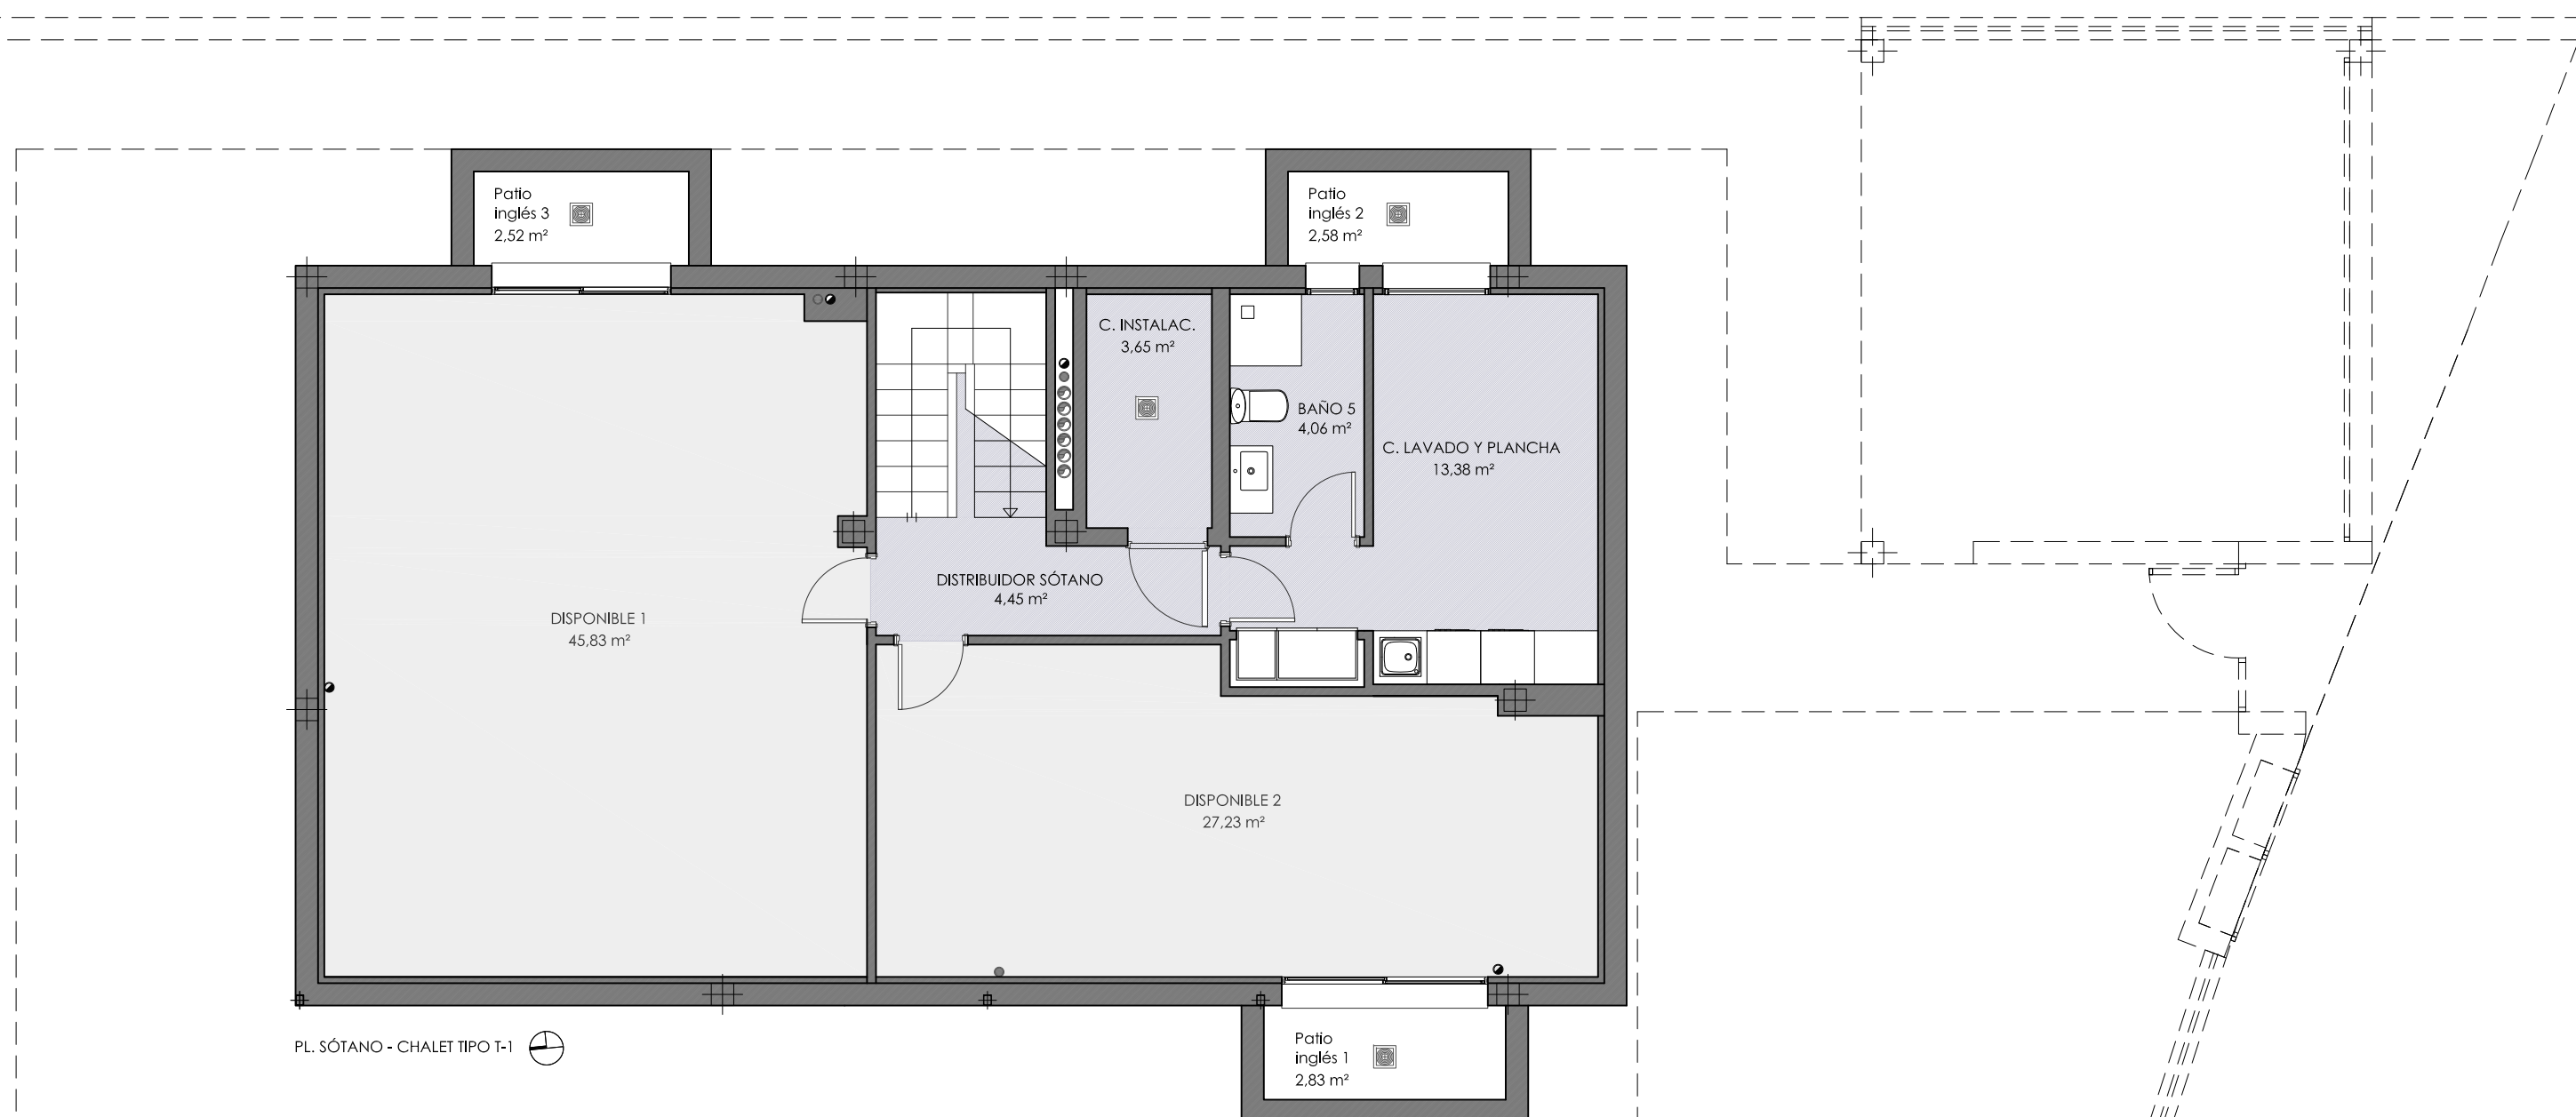 Patio
inglés 3
2,52 m²
Patio
inglés 2
2,58 m²
C. INSTALAC.
3,65 m²
BAÑO 5
4,06 m²
C. LAVADO Y PLANCHA
13,38 m²
DISTRIBUIDOR SÓTANO
4,45 m²
DISPONIBLE 1
45,83 m²
DISPONIBLE 2
27,23 m²
PL. SÓTANO - CHALET TIPO T-1
Patio
inglés 1
2,83 m²